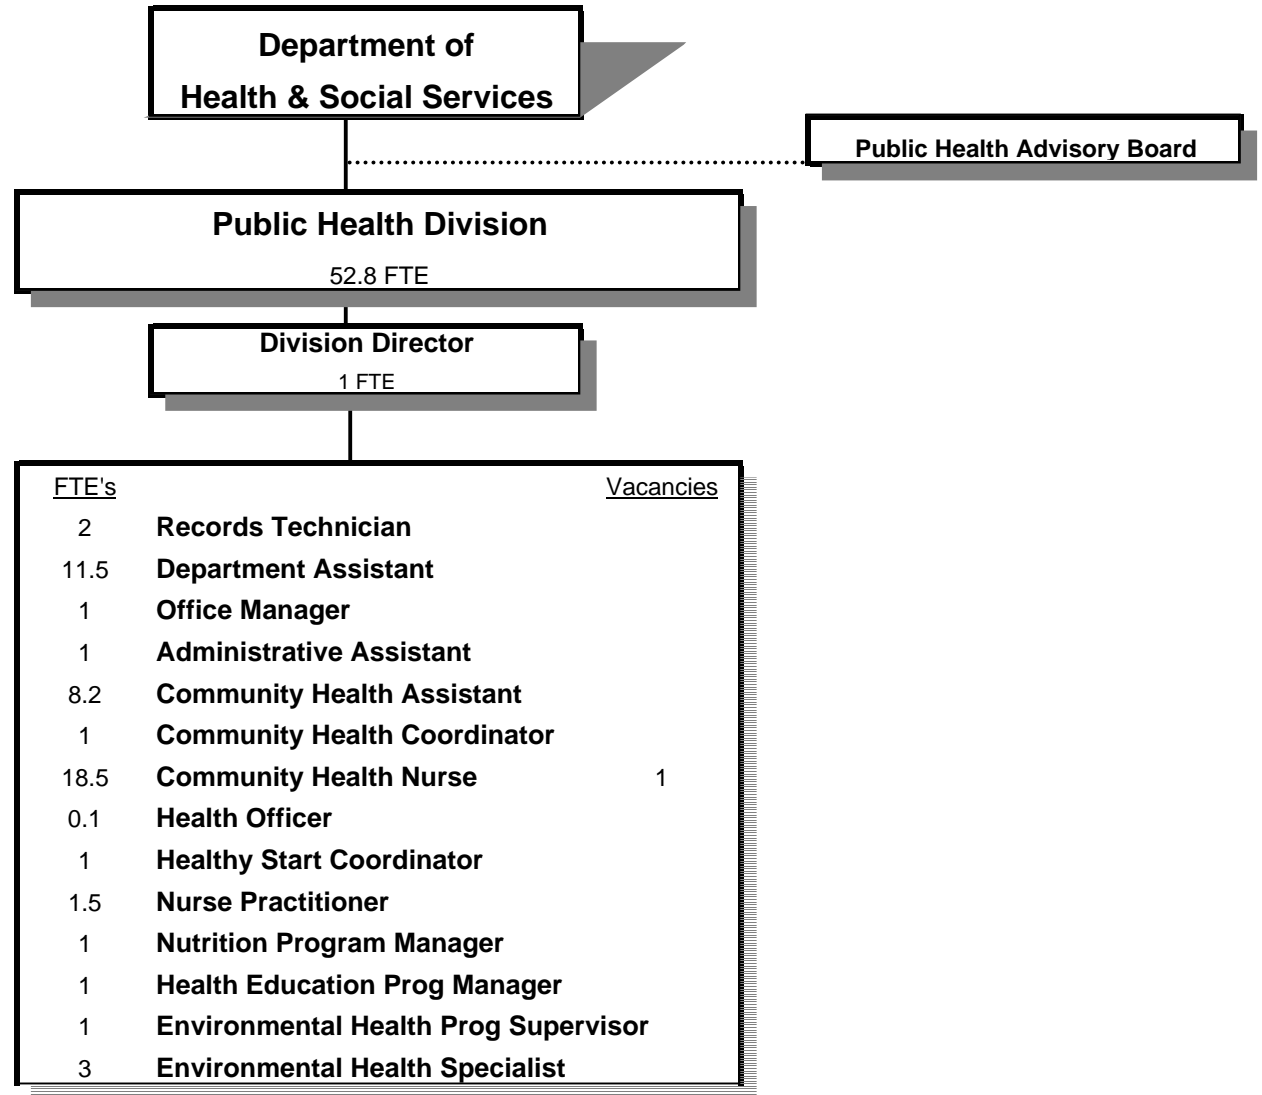 Department of
Health & Social Services
Public Health Advisory Board
Public Health Division
52.8 FTE
Division Director
1 FTE
FTE's Vacancies
2 Records Technician
11.5 Department Assistant
1 Office Manager
1 Administrative Assistant
8.2 Community Health Assistant
1 Community Health Coordinator
18.5 Community Health Nurse 1
0.1 Health Officer
1 Healthy Start Coordinator
1.5 Nurse Practitioner
1 Nutrition Program Manager
1 Health Education Prog Manager
1 Environmental Health Prog Supervisor
3 Environmental Health Specialist